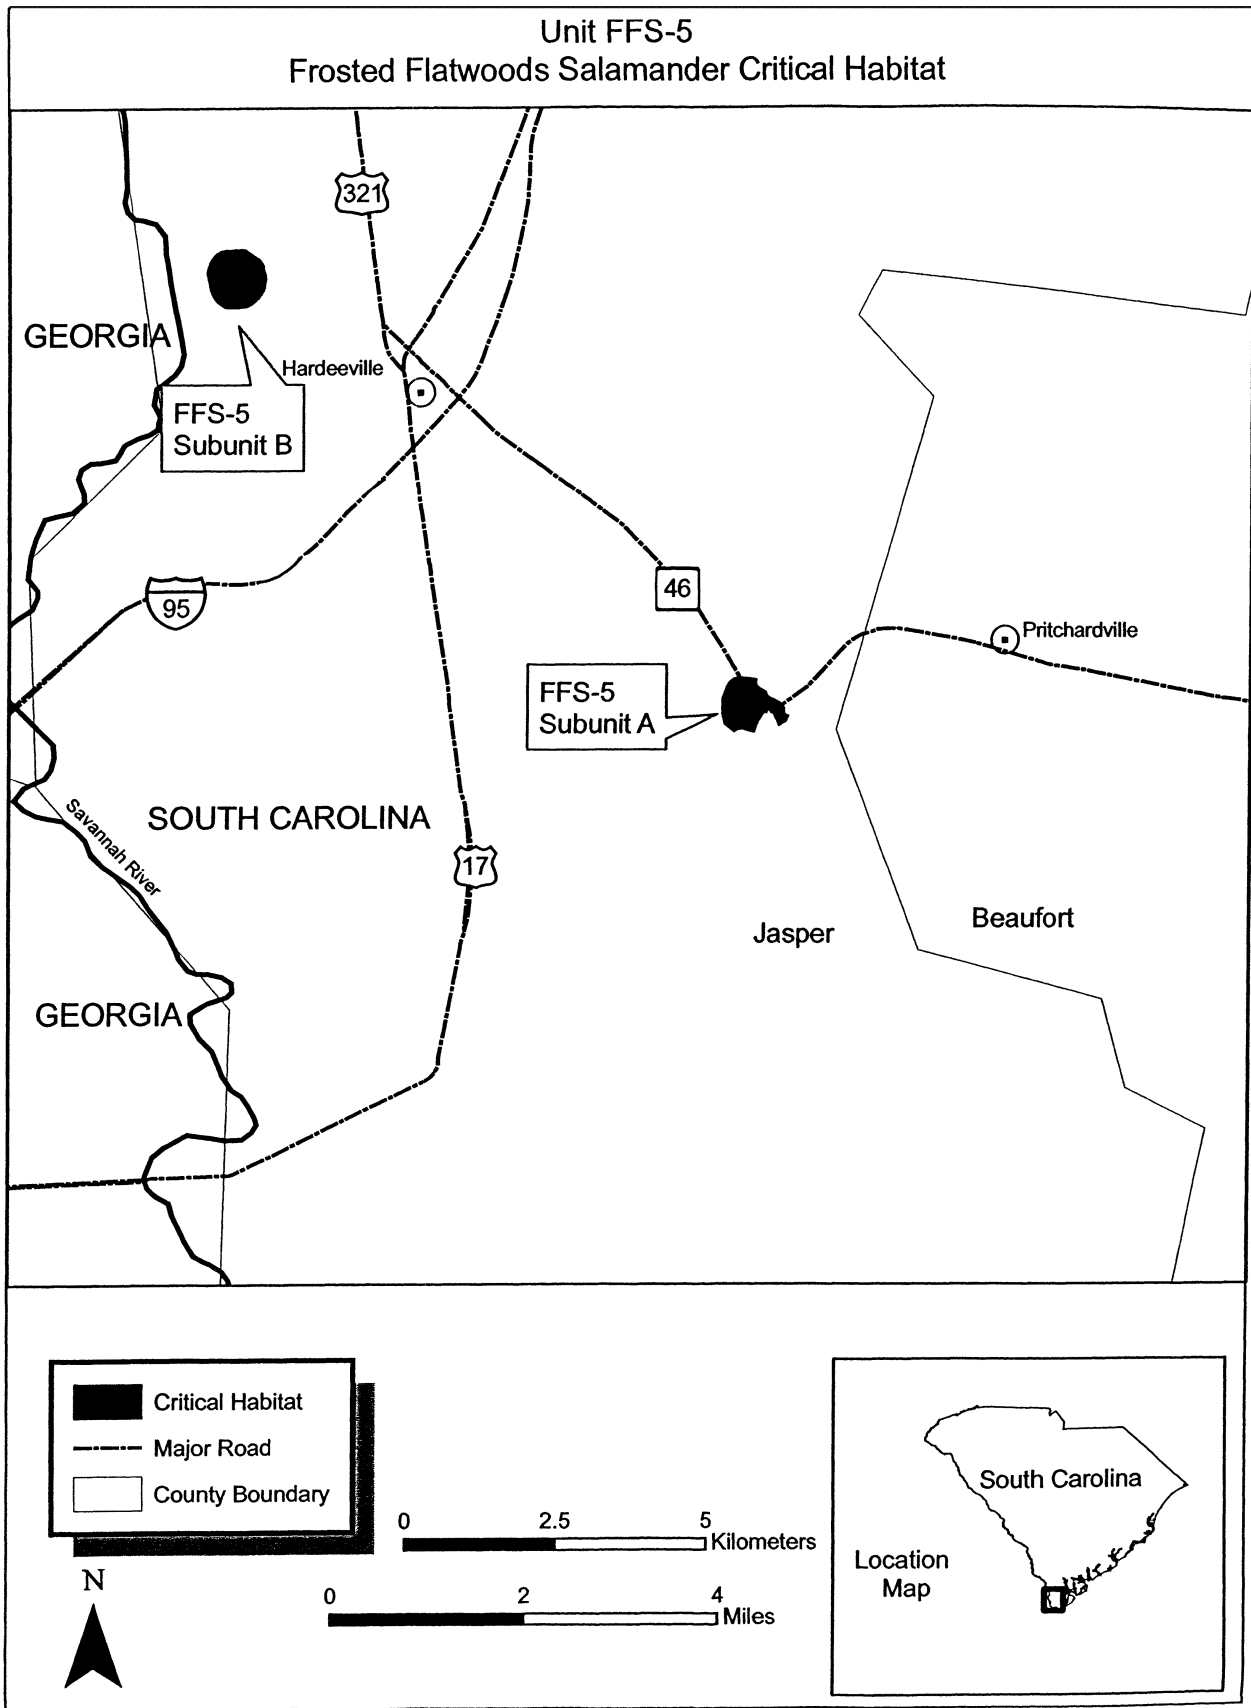 Unit FFS-5
Frosted Flatwoods Salamander Critical Habitat
321
GEORGIA
Hardeeville
FFS-5
Subunit B
95
46
Pritchardville
FFS-5
Subunit A
SOUTH CAROLINA
Savannah River
17
Jasper
Beaufort
GEORGIA
Critical Habitat
Major Road
County Boundary
0 2.5 5
Kilometers
0 2 4
Miles
N
South Carolina
Location
Map